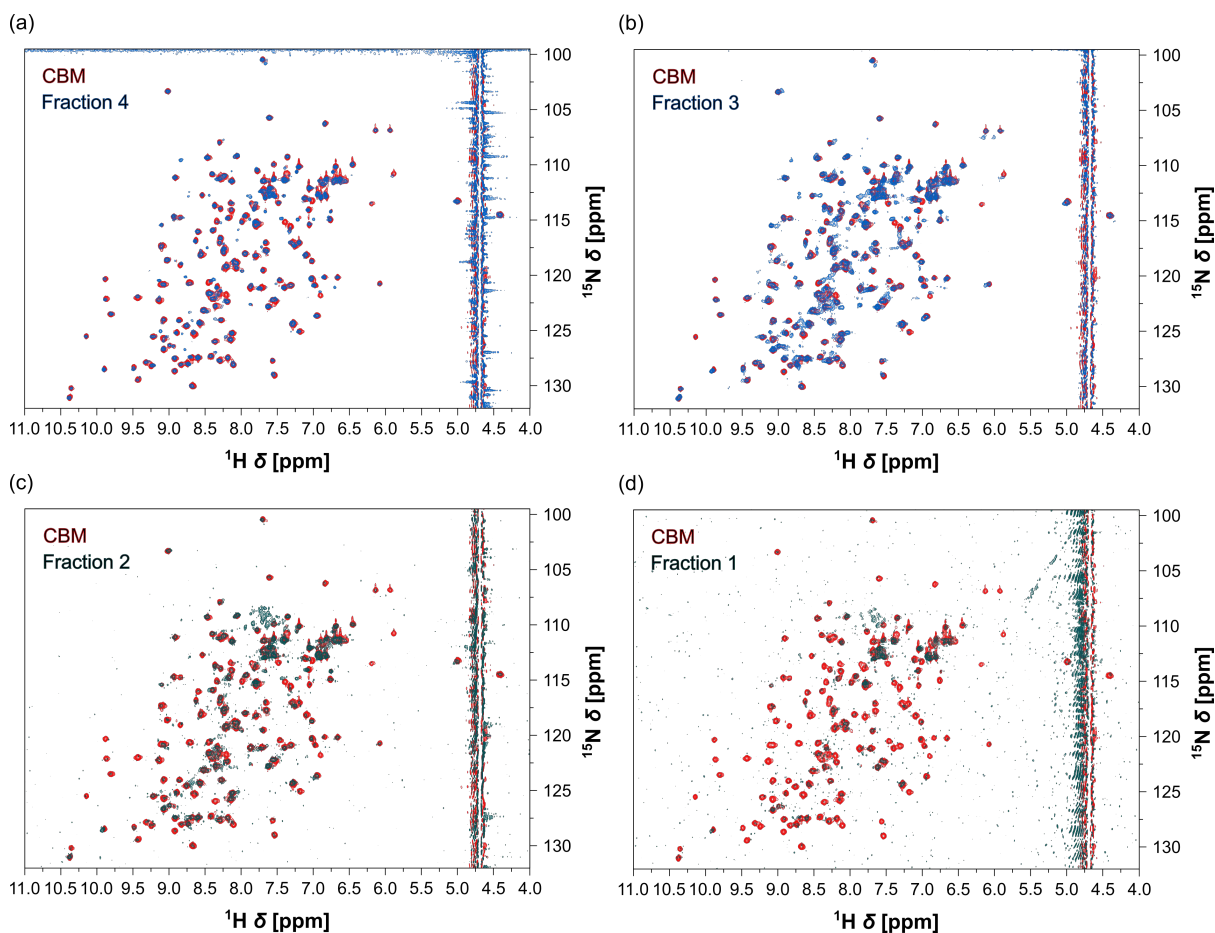 (a)
CBM
Fraction 4
100
105
110
115
120
125
130
¹⁵N δ [ppm]
11.0 10.5 10.0 9.5 9.0 8.5 8.0 7.5 7.0 6.5 6.0 5.5 5.0 4.5 4.0
¹H δ [ppm]
(b)
CBM
Fraction 3
100
105
110
115
120
125
130
¹⁵N δ [ppm]
11.0 10.5 10.0 9.5 9.0 8.5 8.0 7.5 7.0 6.5 6.0 5.5 5.0 4.5 4.0
¹H δ [ppm]
(c)
CBM
Fraction 2
100
105
110
115
120
125
130
¹⁵N δ [ppm]
11.0 10.5 10.0 9.5 9.0 8.5 8.0 7.5 7.0 6.5 6.0 5.5 5.0 4.5 4.0
¹H δ [ppm]
(d)
CBM
Fraction 1
100
105
110
115
120
125
130
¹⁵N δ [ppm]
11.0 10.5 10.0 9.5 9.0 8.5 8.0 7.5 7.0 6.5 6.0 5.5 5.0 4.5 4.0
¹H δ [ppm]